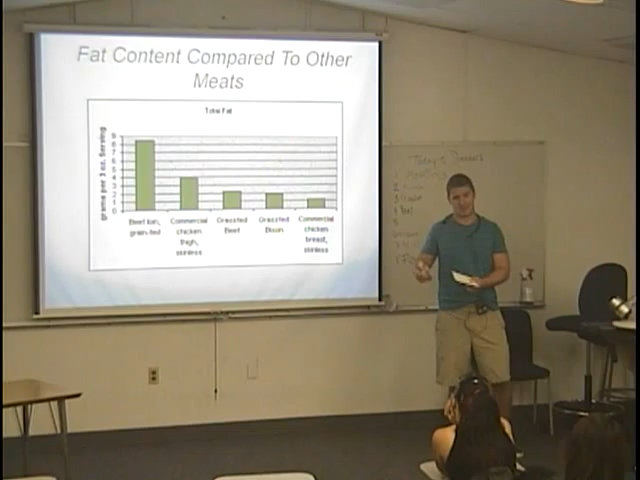 Fat Content Compared To Other
Meats
Total Fat
grams per 3 oz. Serving
9
8
7
6
5
4
3
2
1
0
Beef loin,
grain-fed
Commercial
chicken
thigh,
skinless
Grassfed
Beef
Grassfed
Bison
Commercial
chicken
breast,
skinless
Today's Speakers